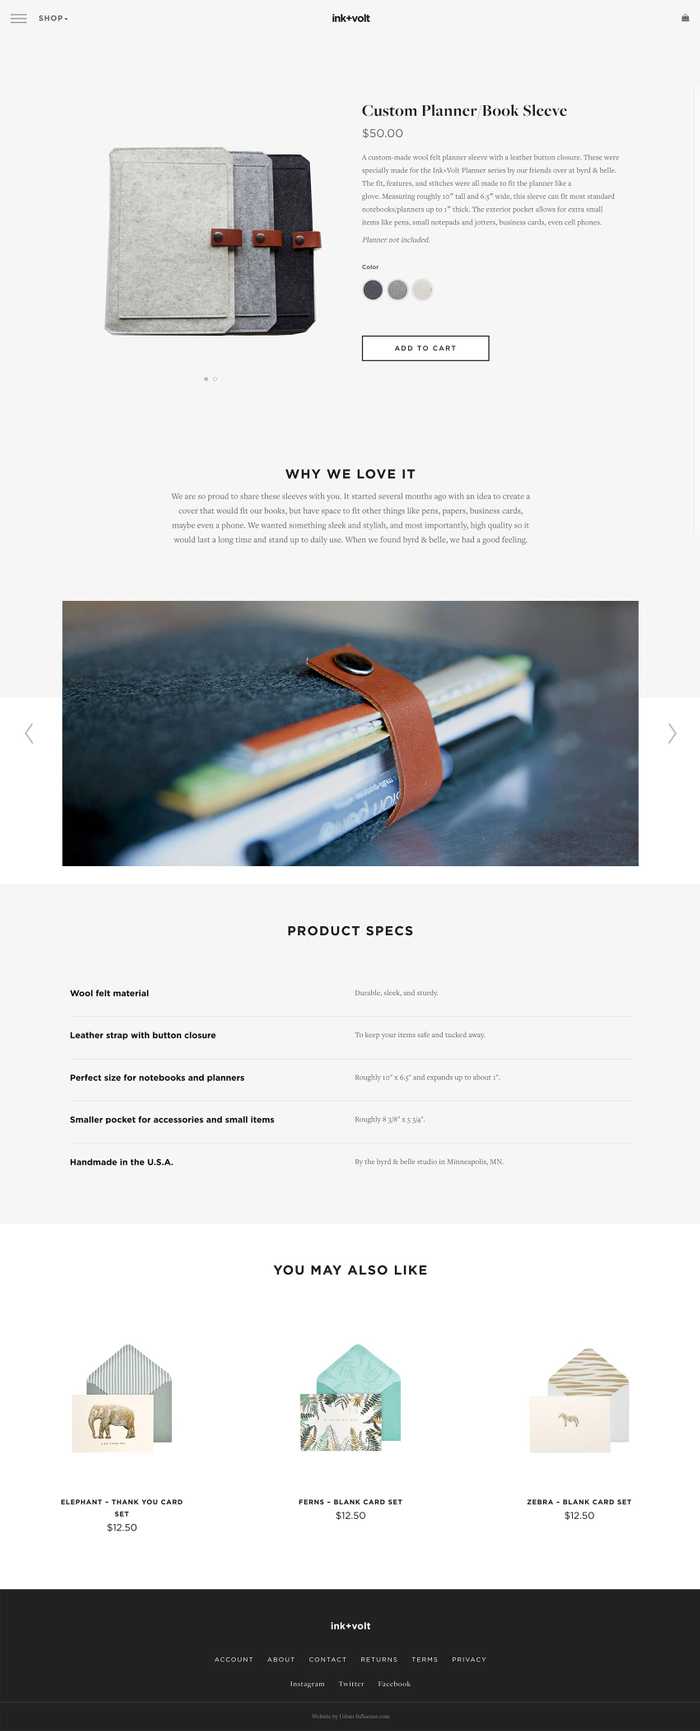 SHOP
ink+volt
Custom Planner/Book Sleeve
$50.00
A custom-made wool felt planner sleeve with a leather button closure. These were
specially made for the Ink+Volt Planner series by our friends over at byrd & belle.
The fit, features, and stitches were all made to fit the planner like a
glove. Measuring roughly 10" tall and 6.5" wide, this sleeve can fit most standard
notebooks/planners up to 1" thick. The exterior pocket allows for extra small
items like pens, small notepads and jotters, business cards, even cell phones.
Planner not included.
Color
ADD TO CART
WHY WE LOVE IT
We are so proud to share these sleeves with you. It started several months ago with an idea to create a
cover that would fit our books, but have space to fit other things like pens, papers, business cards,
maybe even a phone. We wanted something sleek and stylish, and most importantly, high quality so it
would last a long time and stand up to daily use. When we found byrd & belle, we had a good feeling.
PRODUCT SPECS
Wool felt material
Durable, sleek, and sturdy.
Leather strap with button closure
To keep your items safe and tucked away.
Perfect size for notebooks and planners
Roughly 10" x 6.5" and expands up to about 1".
Smaller pocket for accessories and small items
Roughly 8 3/8" x 5 3/4".
Handmade in the U.S.A.
By the byrd & belle studio in Minneapolis, MN.
YOU MAY ALSO LIKE
ELEPHANT – THANK YOU CARD
SET
$12.50
FERNS – BLANK CARD SET
$12.50
ZEBRA – BLANK CARD SET
$12.50
ink+volt
ACCOUNT ABOUT CONTACT RETURNS TERMS PRIVACY
Instagram Twitter Facebook
Website by Urban Influence.com